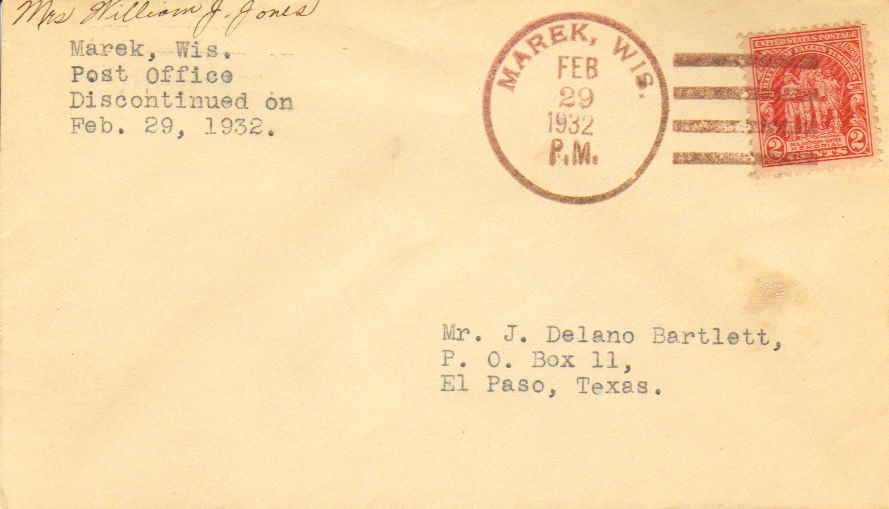 Mrs William J. Jones
Marek, Wis.
Post Office
Discontinued on
Feb. 29, 1932.
MAREK, WIS.
FEB
29
1932
P.M.
UNITED STATES POSTAGE
2 CENTS 2
Mr. J. Delano Bartlett,
P. O. Box 11,
El Paso, Texas.